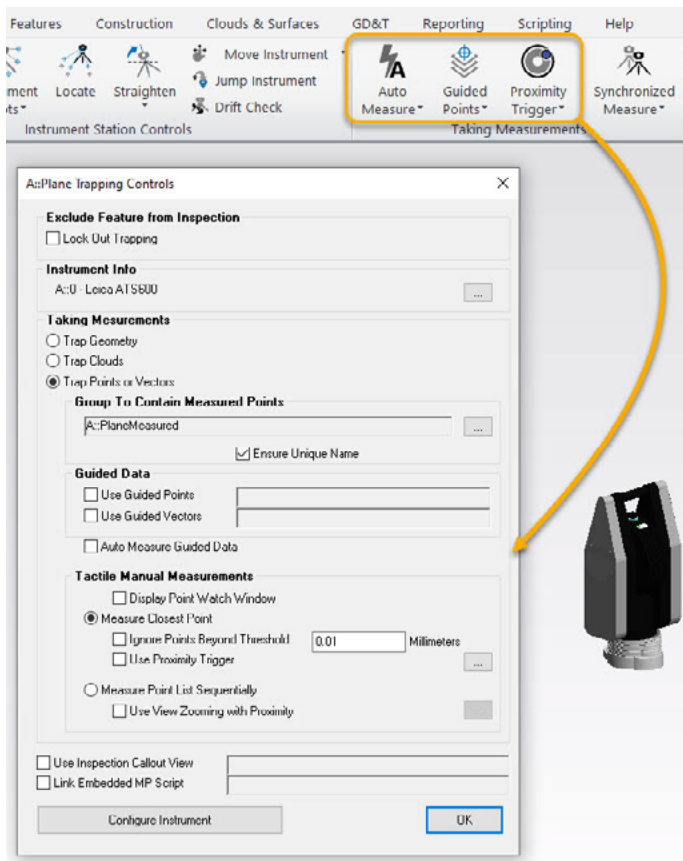 Features Construction Clouds & Surfaces GD&T Reporting Scripting Help
Move Instrument
Jump Instrument
Drift Check
ment Locate Straighten Auto Guided Proximity Synchronized
ts Measure Points Trigger Measure
Instrument Station Controls Taking Measurements
A::Plane Trapping Controls
Exclude Feature from Inspection
Lock Out Trapping
Instrument Info
A::0 - Leica ATS600
...
Taking Mesurements
Trap Geometry
Trap Clouds
Trap Points or Vectors
Group To Contain Measured Points
A::PlaneMeasured
...
Ensure Unique Name
Guided Data
Use Guided Points
Use Guided Vectors
Auto Measure Guided Data
Tactile Manual Measurements
Display Point Watch Window
Measure Closest Point
Ignore Points Beyond Threshold 0.01 Millimeters
Use Proximity Trigger
...
Measure Point List Sequentially
Use View Zooming with Proximity
Use Inspection Callout View
Link Embedded MP Script
Configure Instrument OK